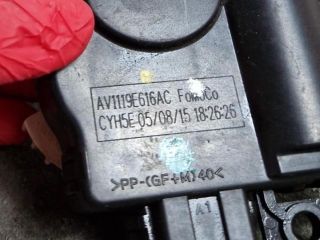 AV1119E616AC FoMoCo
CYH5E 05/08/15 18:26:26
>PP-(GF+M)40<
A1